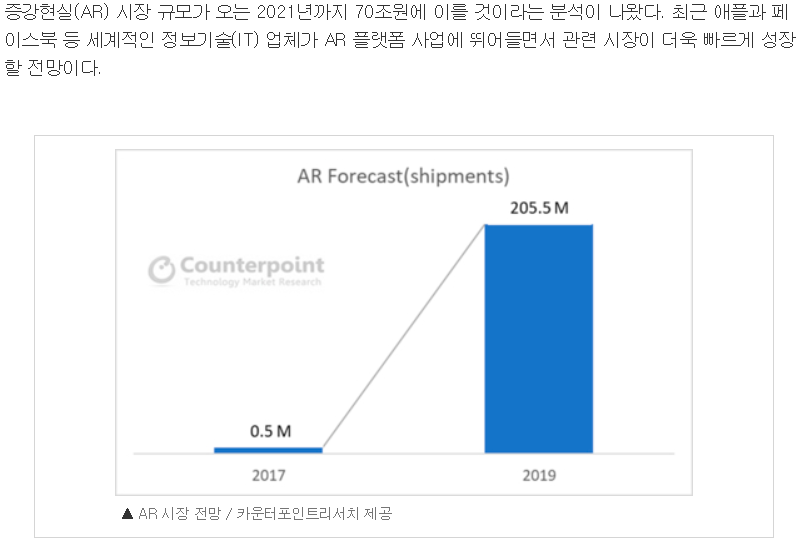 증강현실(AR) 시장 규모가 오는 2021년까지 70조원에 이를 것이라는 분석이 나왔다. 최근 애플과 페
이스북 등 세계적인 정보기술(IT) 업체가 AR 플랫폼 사업에 뛰어들면서 관련 시장이 더욱 빠르게 성장
할 전망이다.
AR Forecast(shipments)
205.5 M
Counterpoint
Technology Market Research
0.5 M
2017
2019
▲ AR 시장 전망 / 카운터포인트리서치 제공